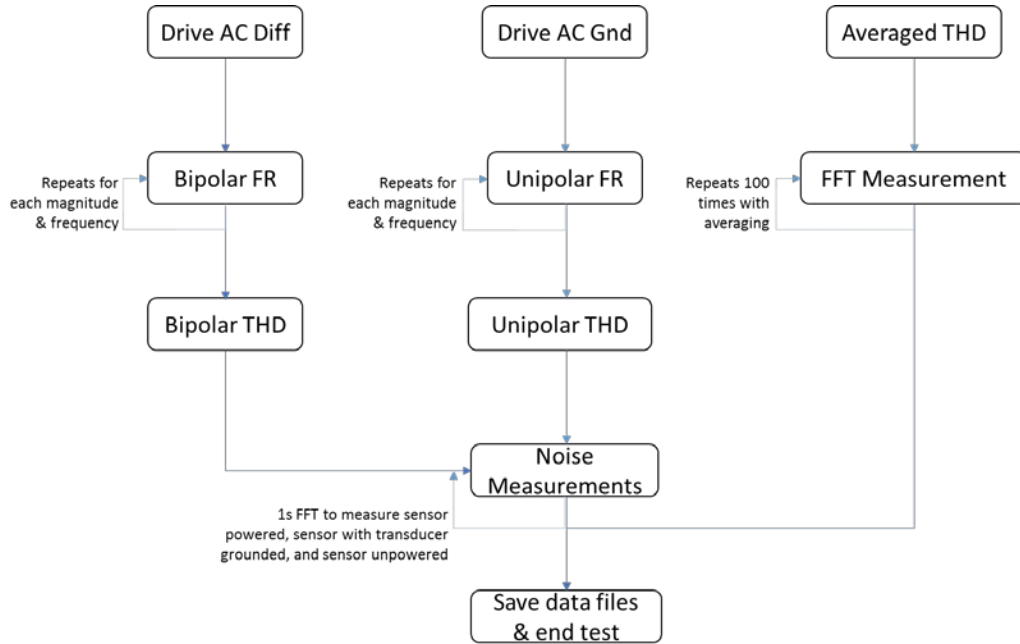 Drive AC Diff
Drive AC Gnd
Averaged THD
Repeats for
each magnitude
& frequency
Bipolar FR
Repeats for
each magnitude
& frequency
Unipolar FR
Repeats 100
times with
averaging
FFT Measurement
Bipolar THD
Unipolar THD
Noise
Measurements
1s FFT to measure sensor
powered, sensor with transducer
grounded, and sensor unpowered
Save data files
& end test